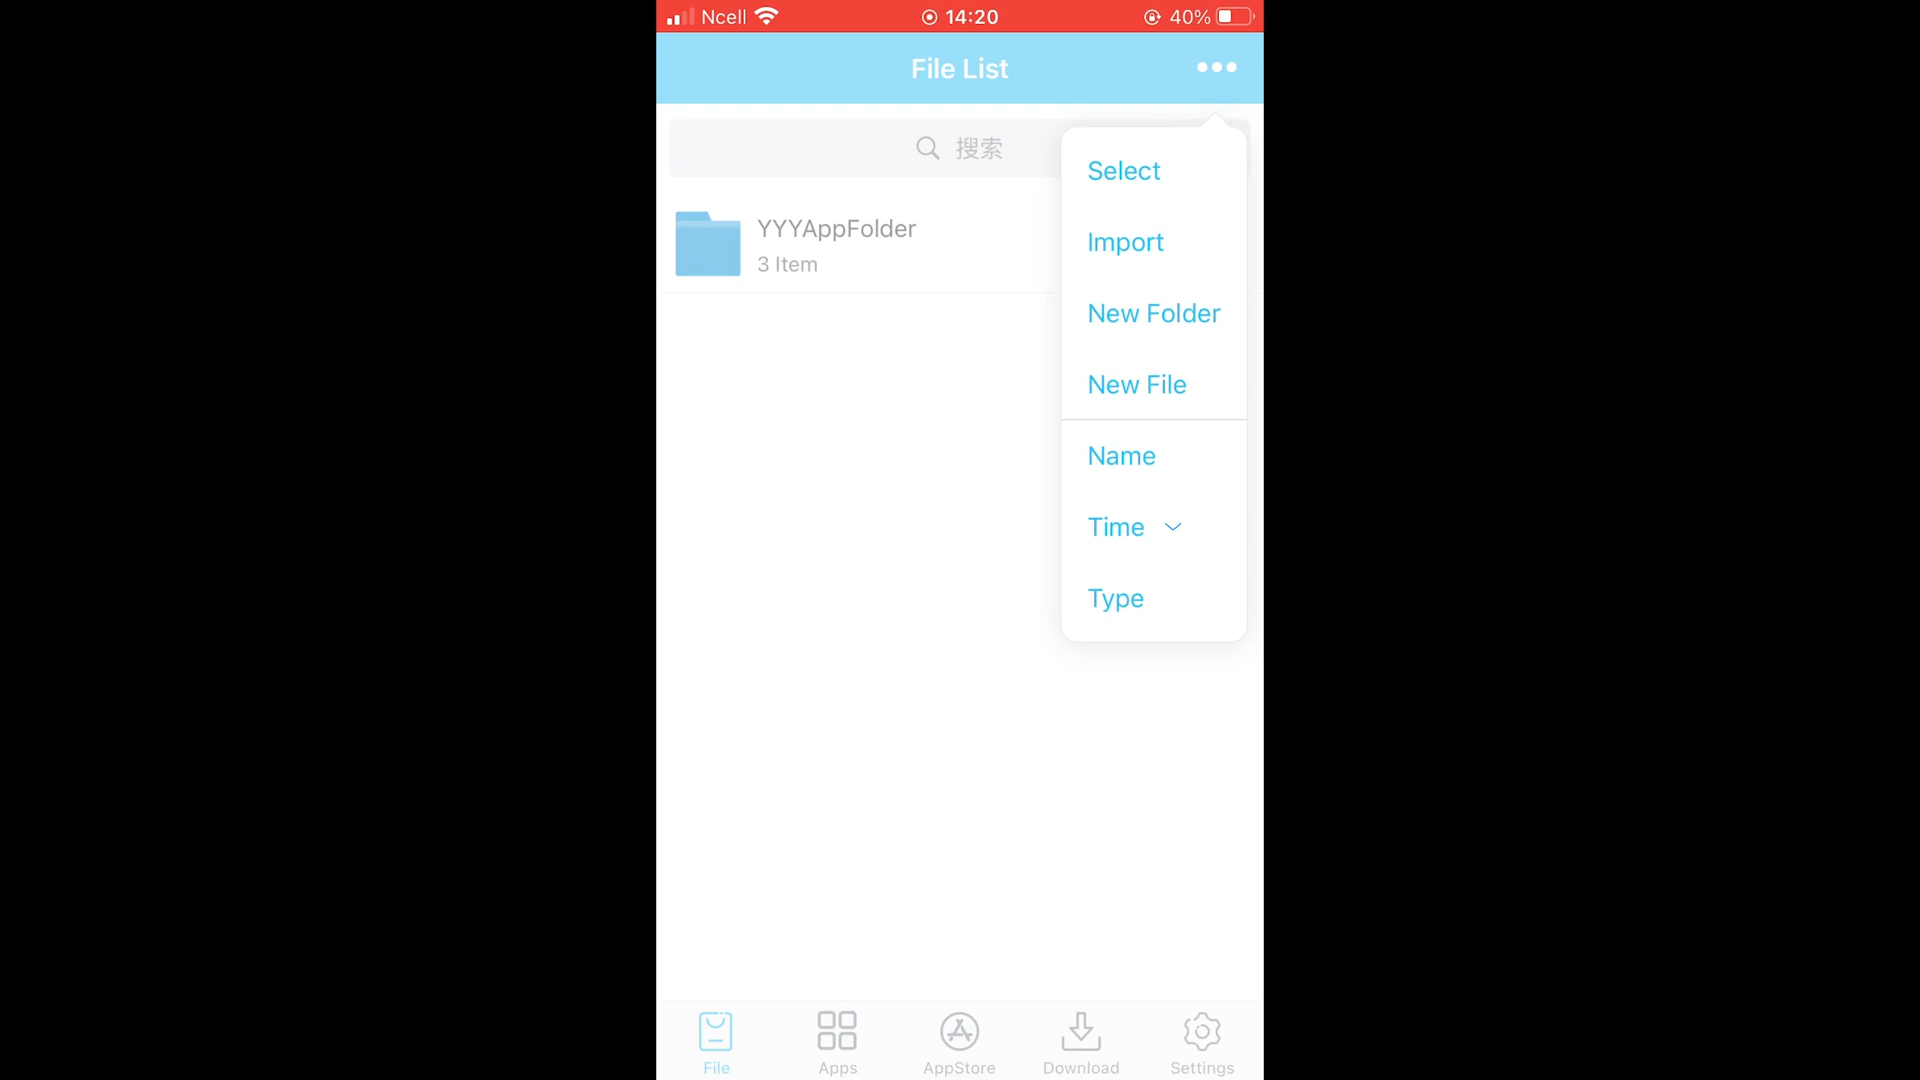 Ncell 14:20 40%
File List
搜索
YYYAppFolder
3 Item
Select
Import
New Folder
New File
Name
Time
Type
File Apps AppStore Download Settings